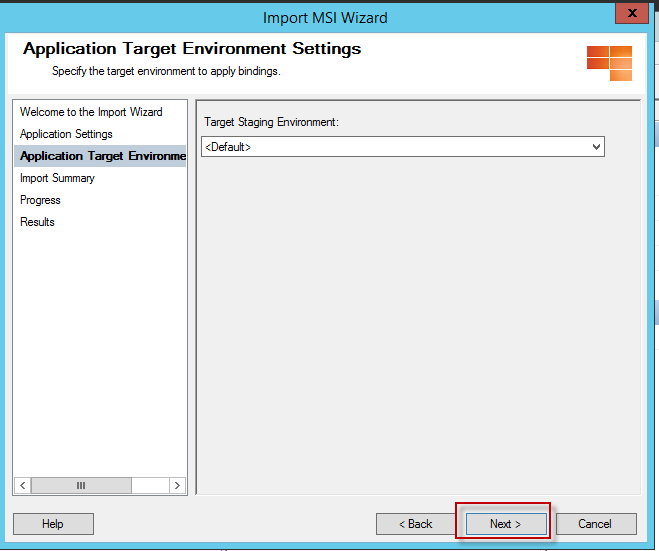 Import MSI Wizard
x
Application Target Environment Settings
Specify the target environment to apply bindings.
Welcome to the Import Wizard
Application Settings
Application Target Environme
Import Summary
Progress
Results
Target Staging Environment:
<Default>
Help
< Back
Next >
Cancel